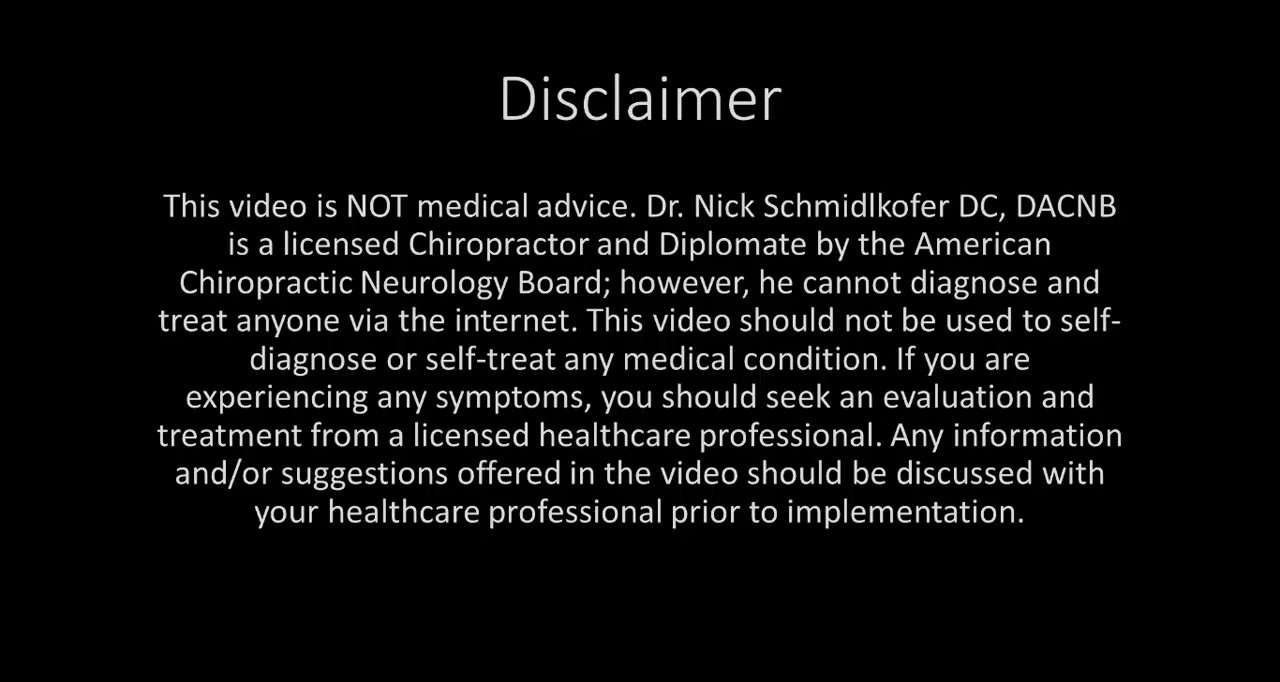 Disclaimer
This video is NOT medical advice. Dr. Nick Schmidlkofer DC, DACNB
is a licensed Chiropractor and Diplomate by the American
Chiropractic Neurology Board; however, he cannot diagnose and
treat anyone via the internet. This video should not be used to self-
diagnose or self-treat any medical condition. If you are
experiencing any symptoms, you should seek an evaluation and
treatment from a licensed healthcare professional. Any information
and/or suggestions offered in the video should be discussed with
your healthcare professional prior to implementation.